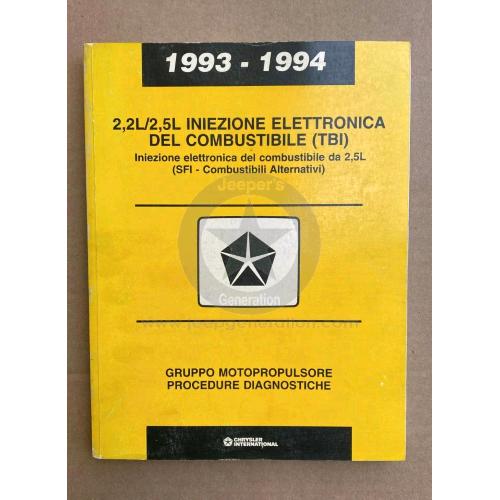 1993 - 1994
2,2L/2,5L INIEZIONE ELETTRONICA
DEL COMBUSTIBILE (TBI)
Iniezione elettronica del combustibile da 2,5L
(SFI - Combustibili Alternativi)
Jeeper's
Generation
www.jeepgeneration.com
GRUPPO MOTOPROPULSORE
PROCEDURE DIAGNOSTICHE
CHRYSLER
INTERNATIONAL